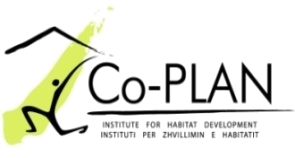 Co-PLAN
INSTITUTE FOR HABITAT DEVELOPMENT
INSTITUTI PER ZHVILLIMIN E HABITATIT